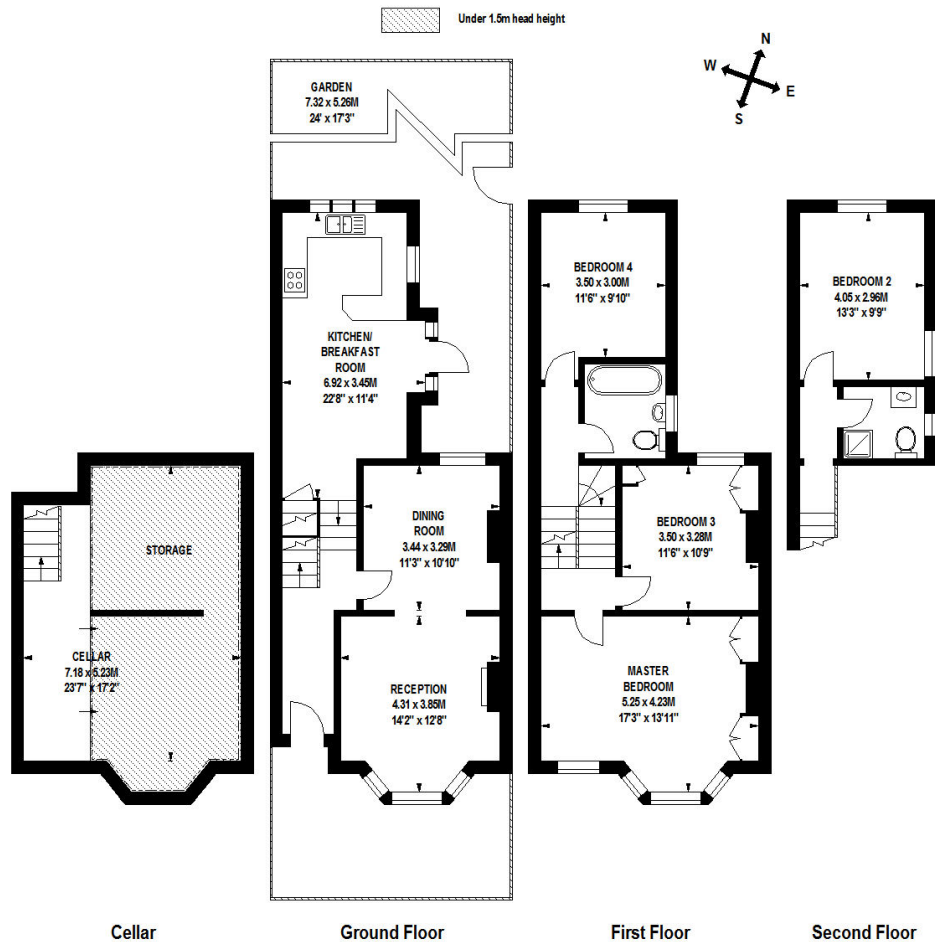 Under 1.5m head height
N
W
E
S
GARDEN
7.32 x 5.26M
24' x 17'3"
KITCHEN/
BREAKFAST
ROOM
6.92 x 3.45M
22'8" x 11'4"
BEDROOM 4
3.50 x 3.00M
11'6" x 9'10"
BEDROOM 2
4.05 x 2.96M
13'3" x 9'9"
STORAGE
DINING
ROOM
3.44 x 3.29M
11'3" x 10'10"
BEDROOM 3
3.50 x 3.28M
11'6" x 10'9"
CELLAR
7.18 x 5.23M
23'7" x 17'2"
RECEPTION
4.31 x 3.85M
14'2" x 12'8"
MASTER
BEDROOM
5.25 x 4.23M
17'3" x 13'11"
Cellar
Ground Floor
First Floor
Second Floor